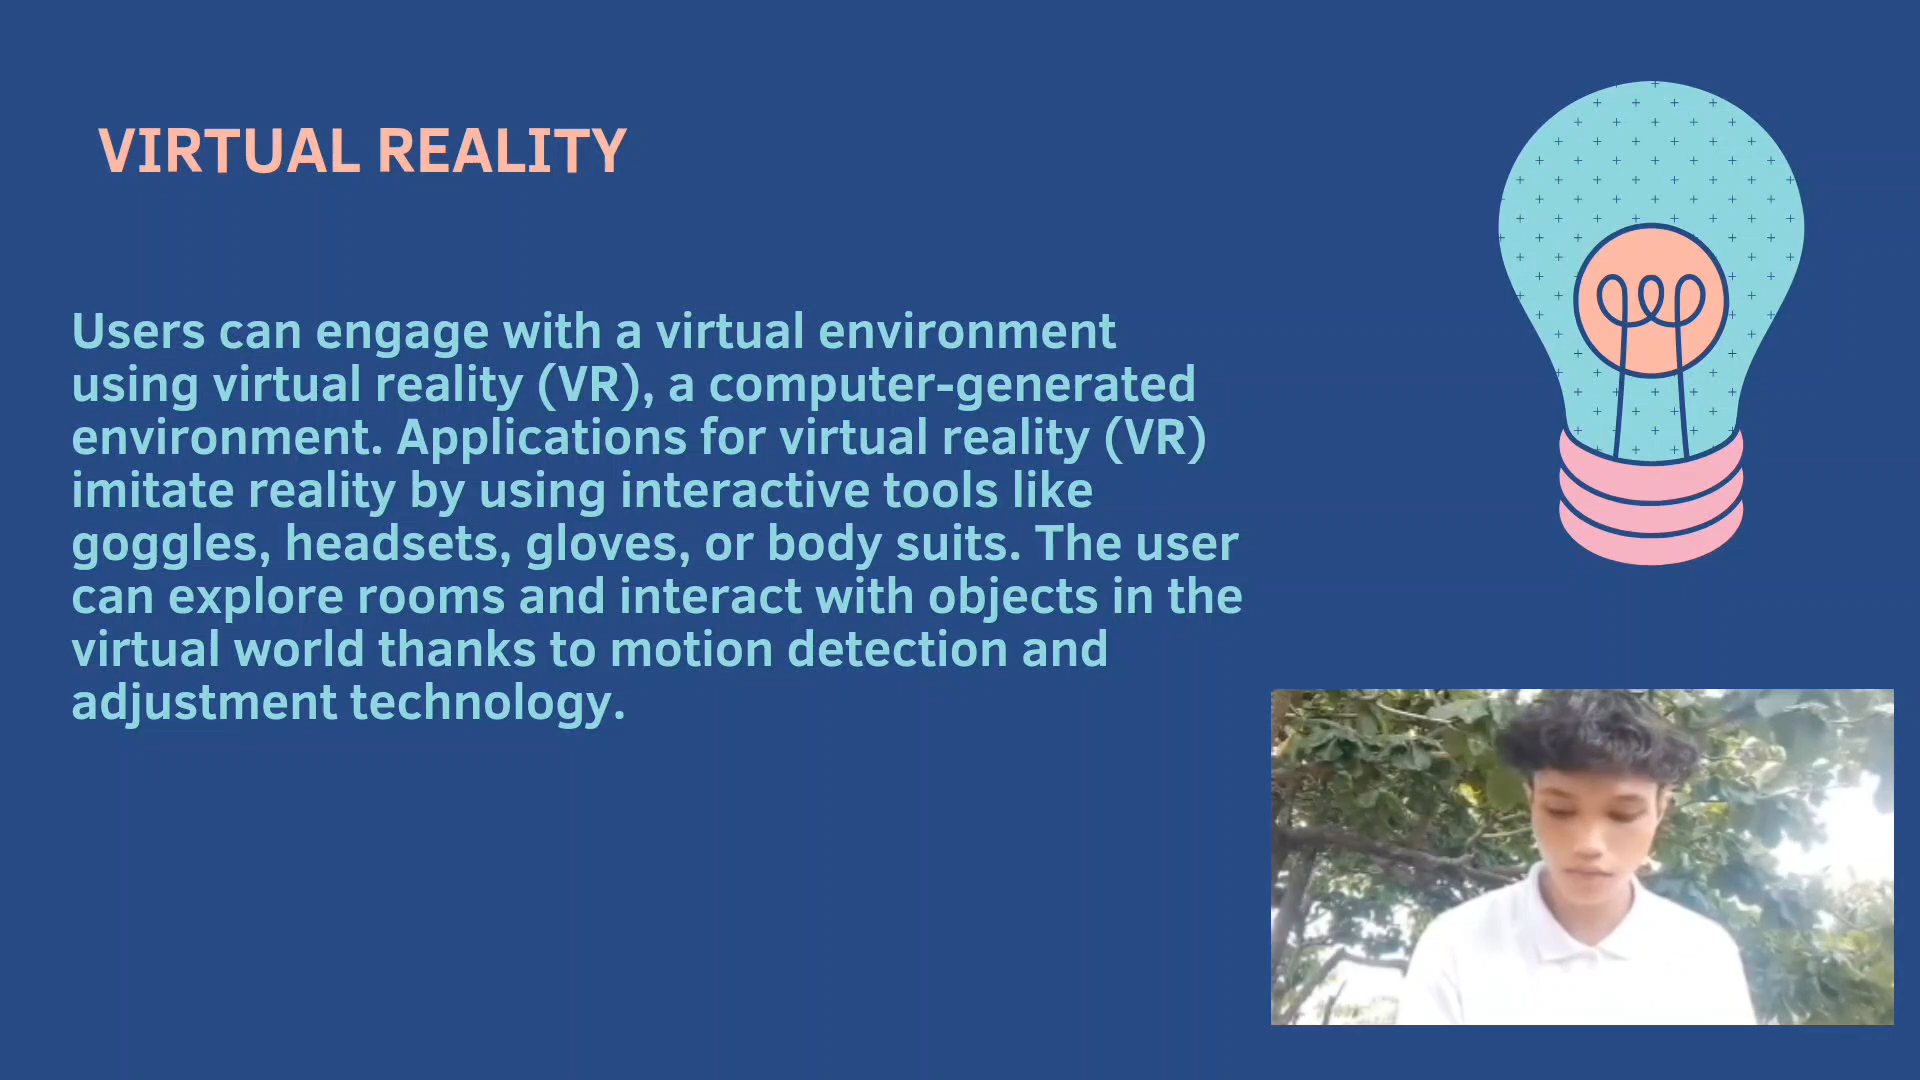 VIRTUAL REALITY
Users can engage with a virtual environment
using virtual reality (VR), a computer-generated
environment. Applications for virtual reality (VR)
imitate reality by using interactive tools like
goggles, headsets, gloves, or body suits. The user
can explore rooms and interact with objects in the
virtual world thanks to motion detection and
adjustment technology.